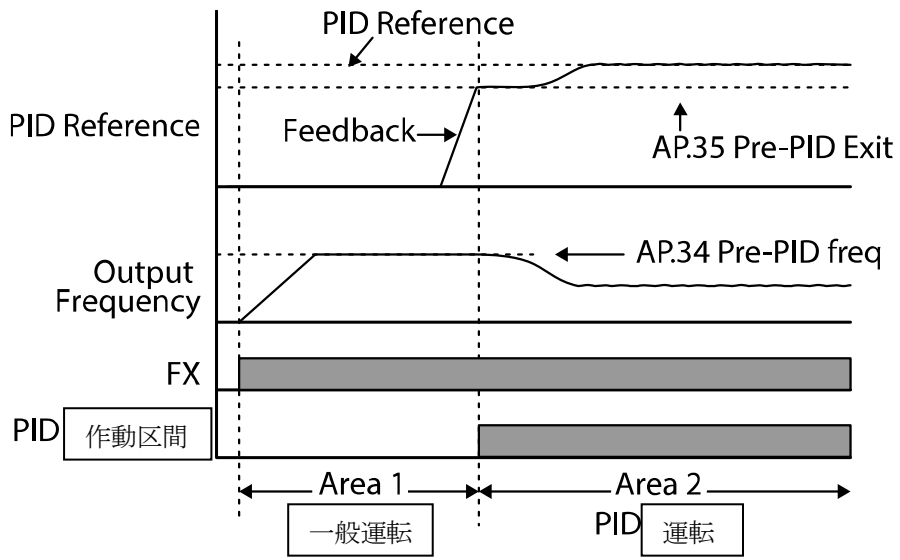 PID Reference
PID Reference
Feedback
AP.35 Pre-PID Exit
AP.34 Pre-PID freq
Output
Frequency
FX
PID 作動区間
Area 1
Area 2
一般運転
PID 運転